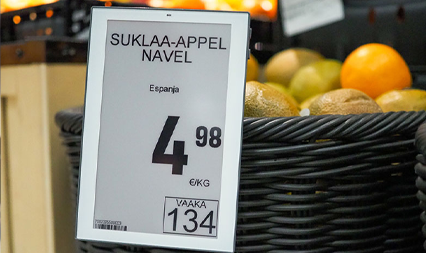 SUKLAA-APPEL
NAVEL
Espanja
4 98
€/KG
VAAKA
134